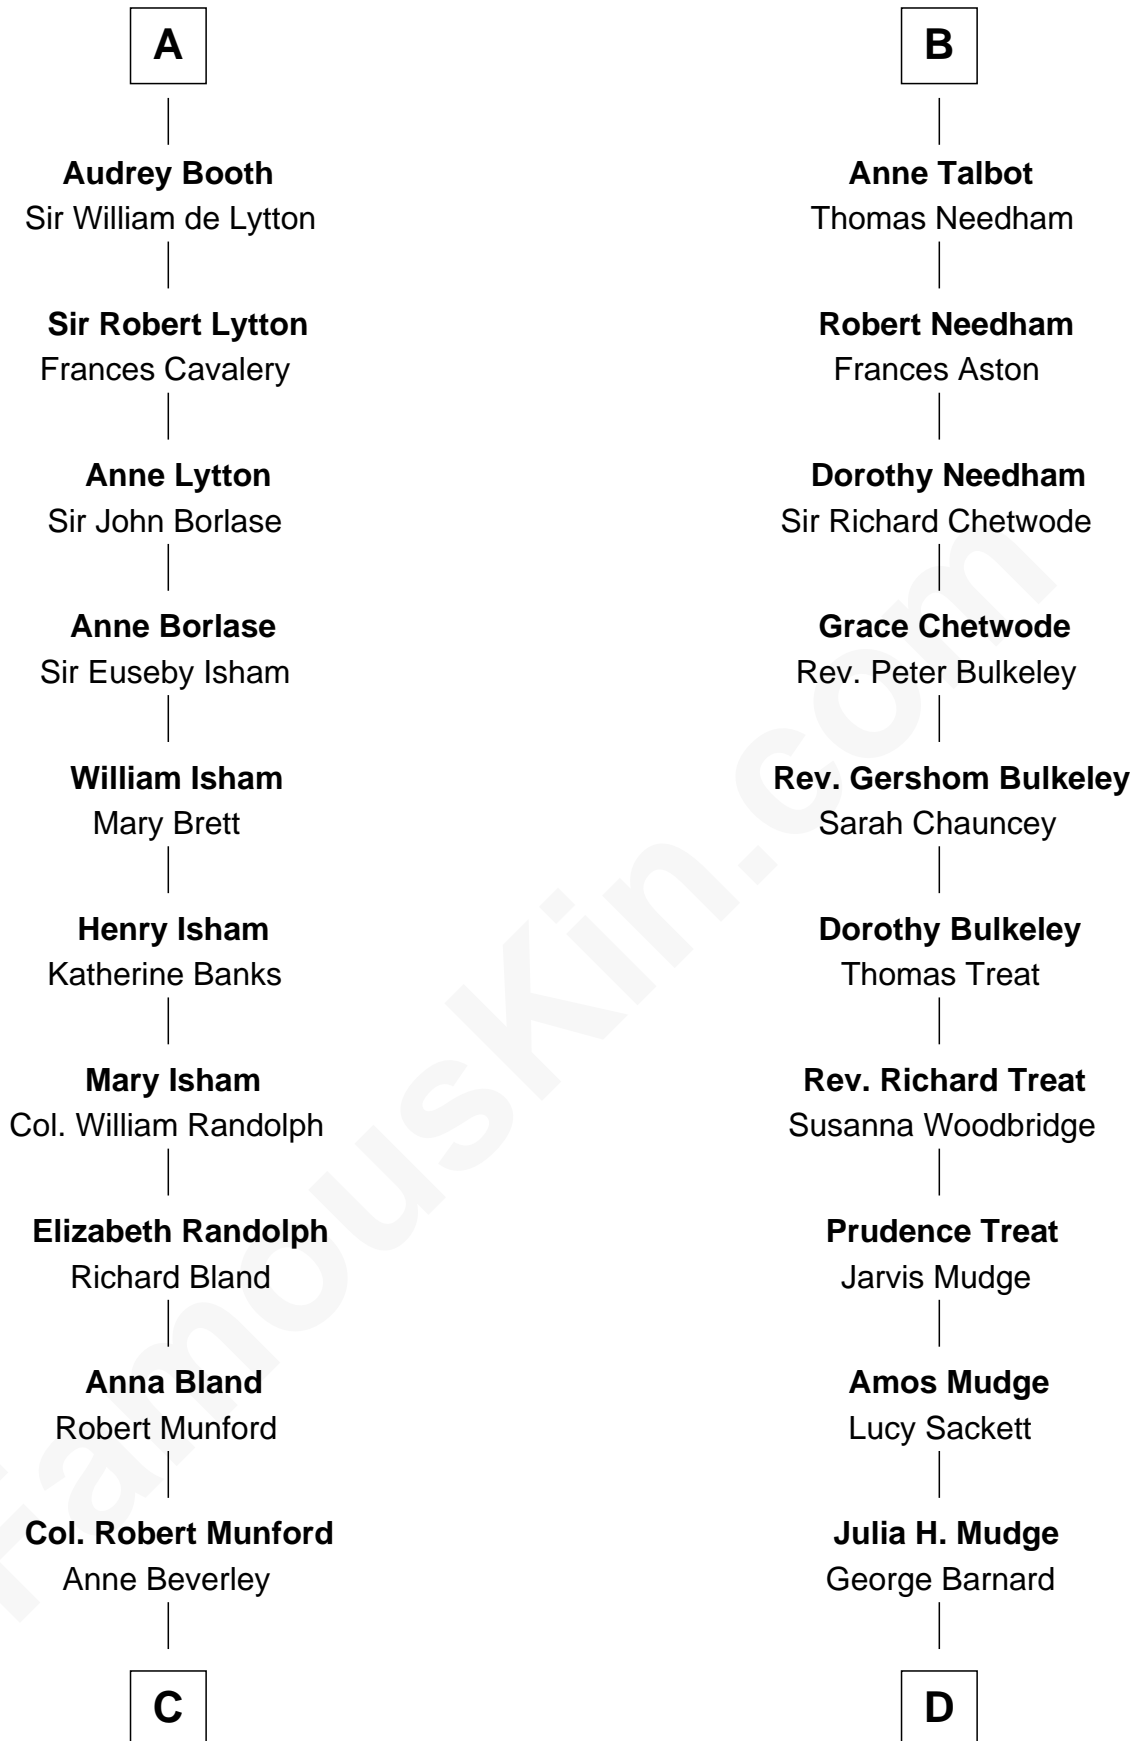 A
Audrey Booth
Sir William de Lytton
Sir Robert Lytton
Frances Cavalery
Anne Lytton
Sir John Borlase
Anne Borlase
Sir Euseby Isham
William Isham
Mary Brett
Henry Isham
Katherine Banks
Mary Isham
Col. William Randolph
Elizabeth Randolph
Richard Bland
Anna Bland
Robert Munford
Col. Robert Munford
Anne Beverley
C
B
Anne Talbot
Thomas Needham
Robert Needham
Frances Aston
Dorothy Needham
Sir Richard Chetwode
Grace Chetwode
Rev. Peter Bulkeley
Rev. Gershom Bulkeley
Sarah Chauncey
Dorothy Bulkeley
Thomas Treat
Rev. Richard Treat
Susanna Woodbridge
Prudence Treat
Jarvis Mudge
Amos Mudge
Lucy Sackett
Julia H. Mudge
George Barnard
D
FamousKin.com